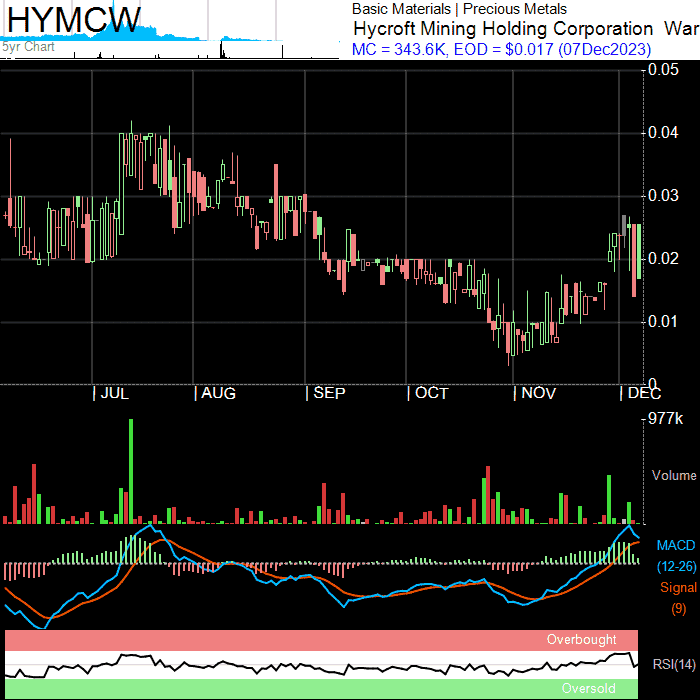 HYMCW
5yr Chart
Basic Materials | Precious Metals
Hycroft Mining Holding Corporation War
MC = 343.6K, EOD = $0.017 (07Dec2023)
0.05
0.04
0.03
0.02
0.01
0
JUL AUG SEP OCT NOV DEC
977k
Volume
MACD
(12-26)
Signal
(9)
Overbought
RSI(14)
Oversold